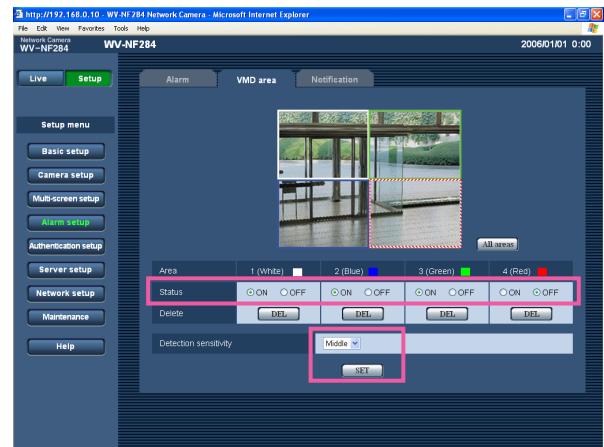 http://192.168.0.10 - WV-NF284 Network Camera - Microsoft Internet Explorer
File Edit View Favorites Tools Help
Network Camera
WV-NF284
WV-NF284
2006/01/01 0:00
Live Setup
Alarm VMD area Notification
Setup menu
Basic setup
Camera setup
Multi-screen setup
Alarm setup
Authentication setup
Server setup
Network setup
Maintenance
Help
All areas
Area 1 (White) 2 (Blue) 3 (Green) 4 (Red)
Status ON OFF ON OFF ON OFF ON OFF
Delete DEL DEL DEL DEL
Detection sensitivity Middle
SET